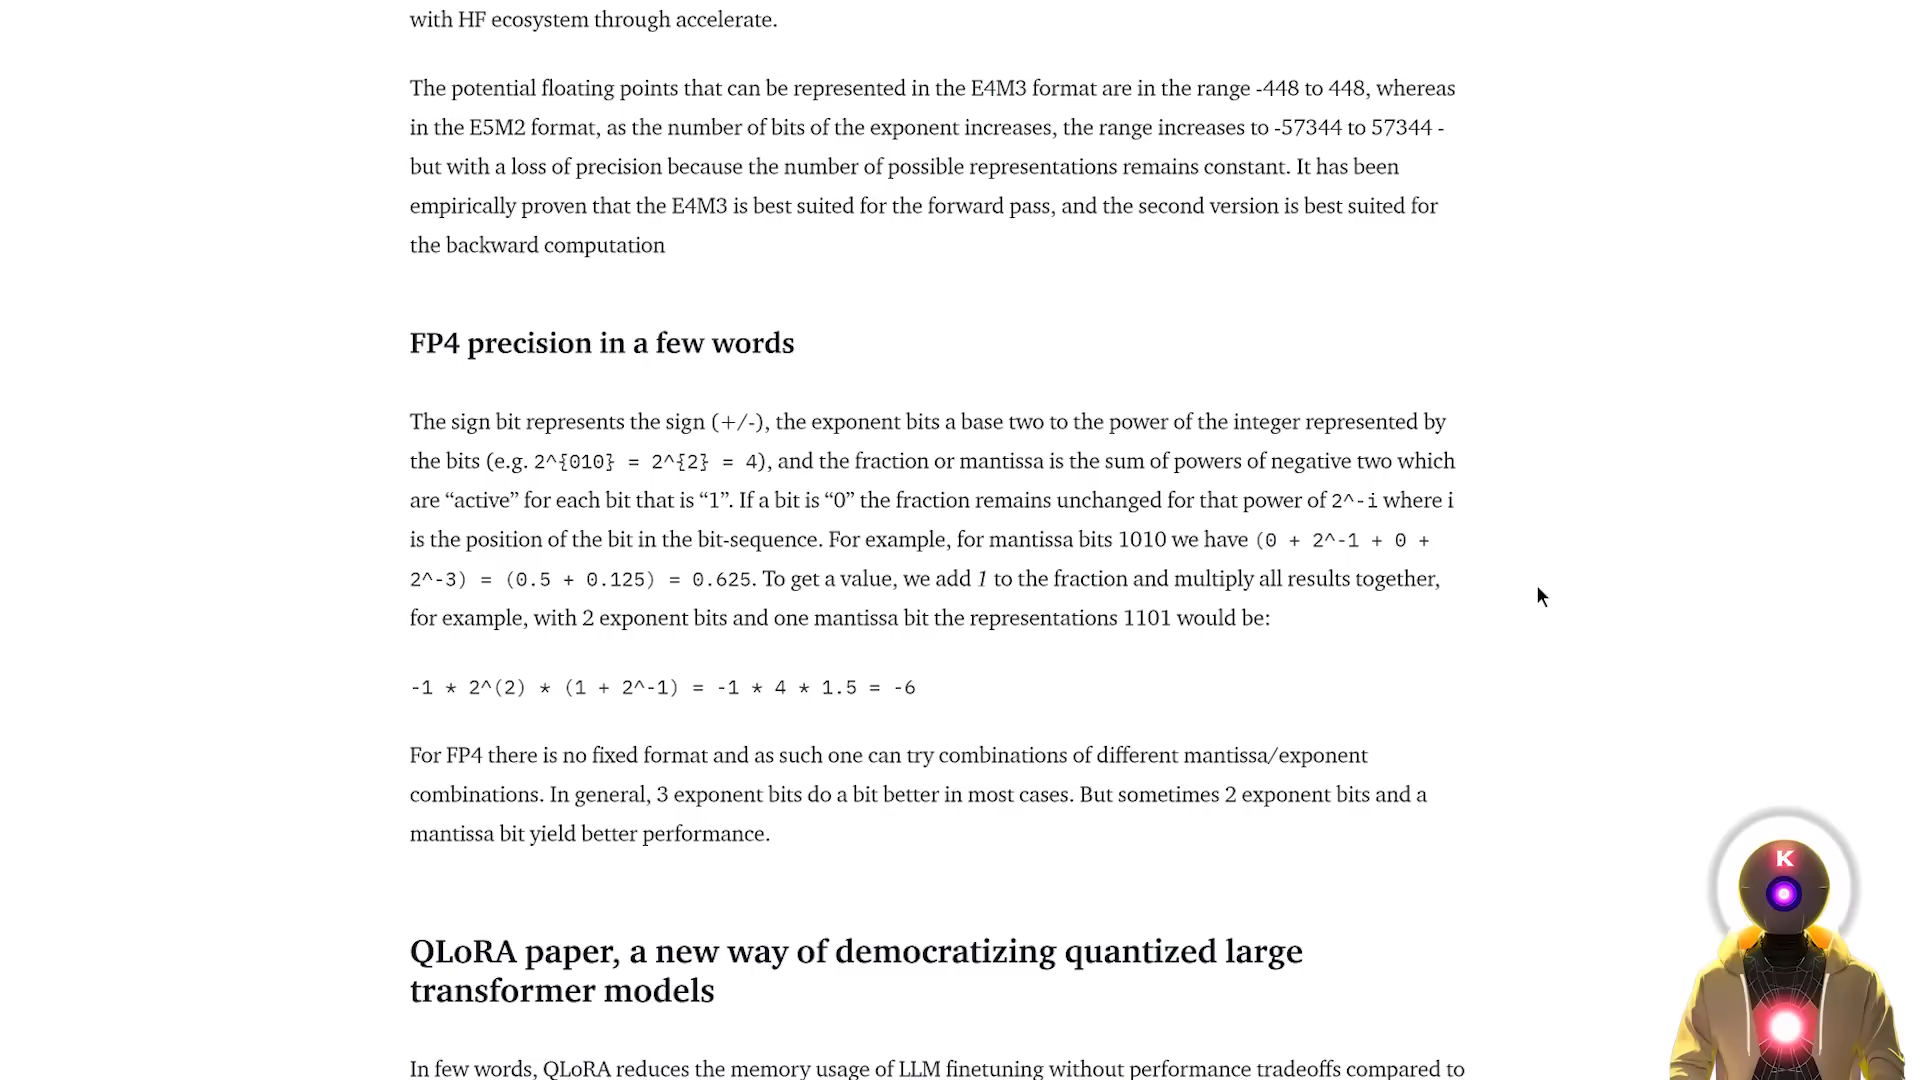 with HF ecosystem through accelerate.
The potential floating points that can be represented in the E4M3 format are in the range -448 to 448, whereas
in the E5M2 format, as the number of bits of the exponent increases, the range increases to -57344 to 57344 -
but with a loss of precision because the number of possible representations remains constant. It has been
empirically proven that the E4M3 is best suited for the forward pass, and the second version is best suited for
the backward computation
FP4 precision in a few words
The sign bit represents the sign (+/-), the exponent bits a base two to the power of the integer represented by
the bits (e.g. 2^{010} = 2^{2} = 4), and the fraction or mantissa is the sum of powers of negative two which
are “active” for each bit that is “1”. If a bit is “0” the fraction remains unchanged for that power of 2^-i where i
is the position of the bit in the bit-sequence. For example, for mantissa bits 1010 we have (0 + 2^-1 + 0 +
2^-3) = (0.5 + 0.125) = 0.625. To get a value, we add 1 to the fraction and multiply all results together,
for example, with 2 exponent bits and one mantissa bit the representations 1101 would be:
-1 * 2^(2) * (1 + 2^-1) = -1 * 4 * 1.5 = -6
For FP4 there is no fixed format and as such one can try combinations of different mantissa/exponent
combinations. In general, 3 exponent bits do a bit better in most cases. But sometimes 2 exponent bits and a
mantissa bit yield better performance.
K
QLoRA paper, a new way of democratizing quantized large
transformer models
In few words, QLoRA reduces the memory usage of LLM finetuning without performance tradeoffs compared to